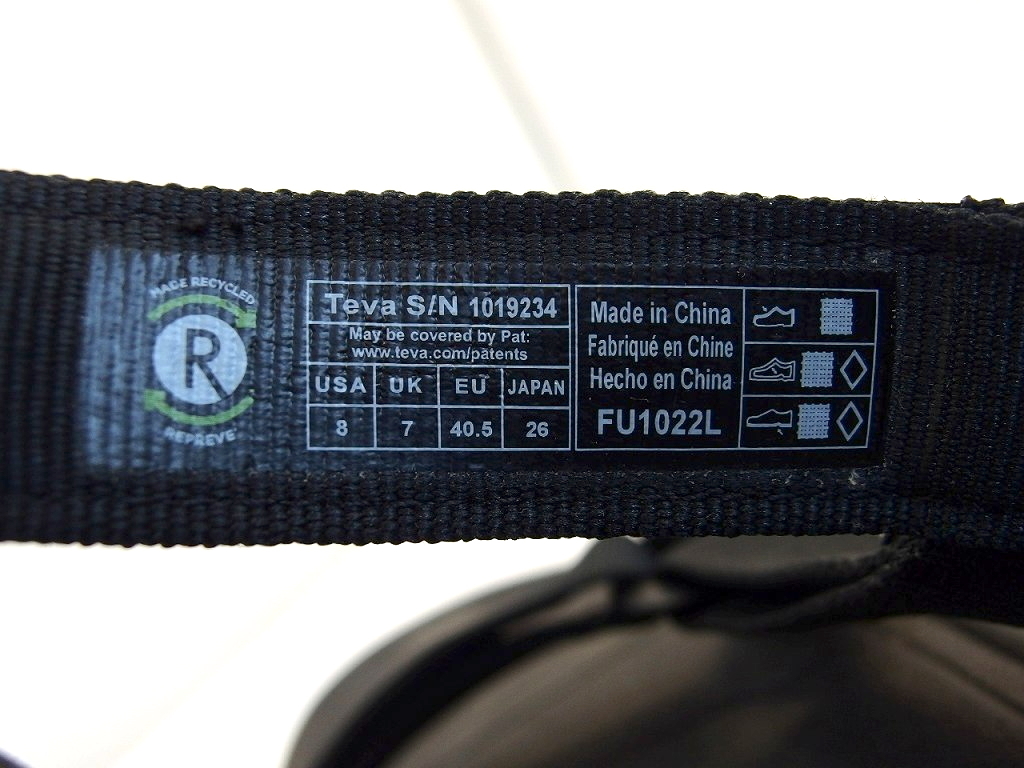 MADE RECYCLED
R
REPREVE
Teva S/N 1019234
May be covered by Pat:
www.teva.com/patents
USA UK EU JAPAN
8 7 40.5 26
Made in China
Fabriqué en Chine
Hecho en China
FU1022L